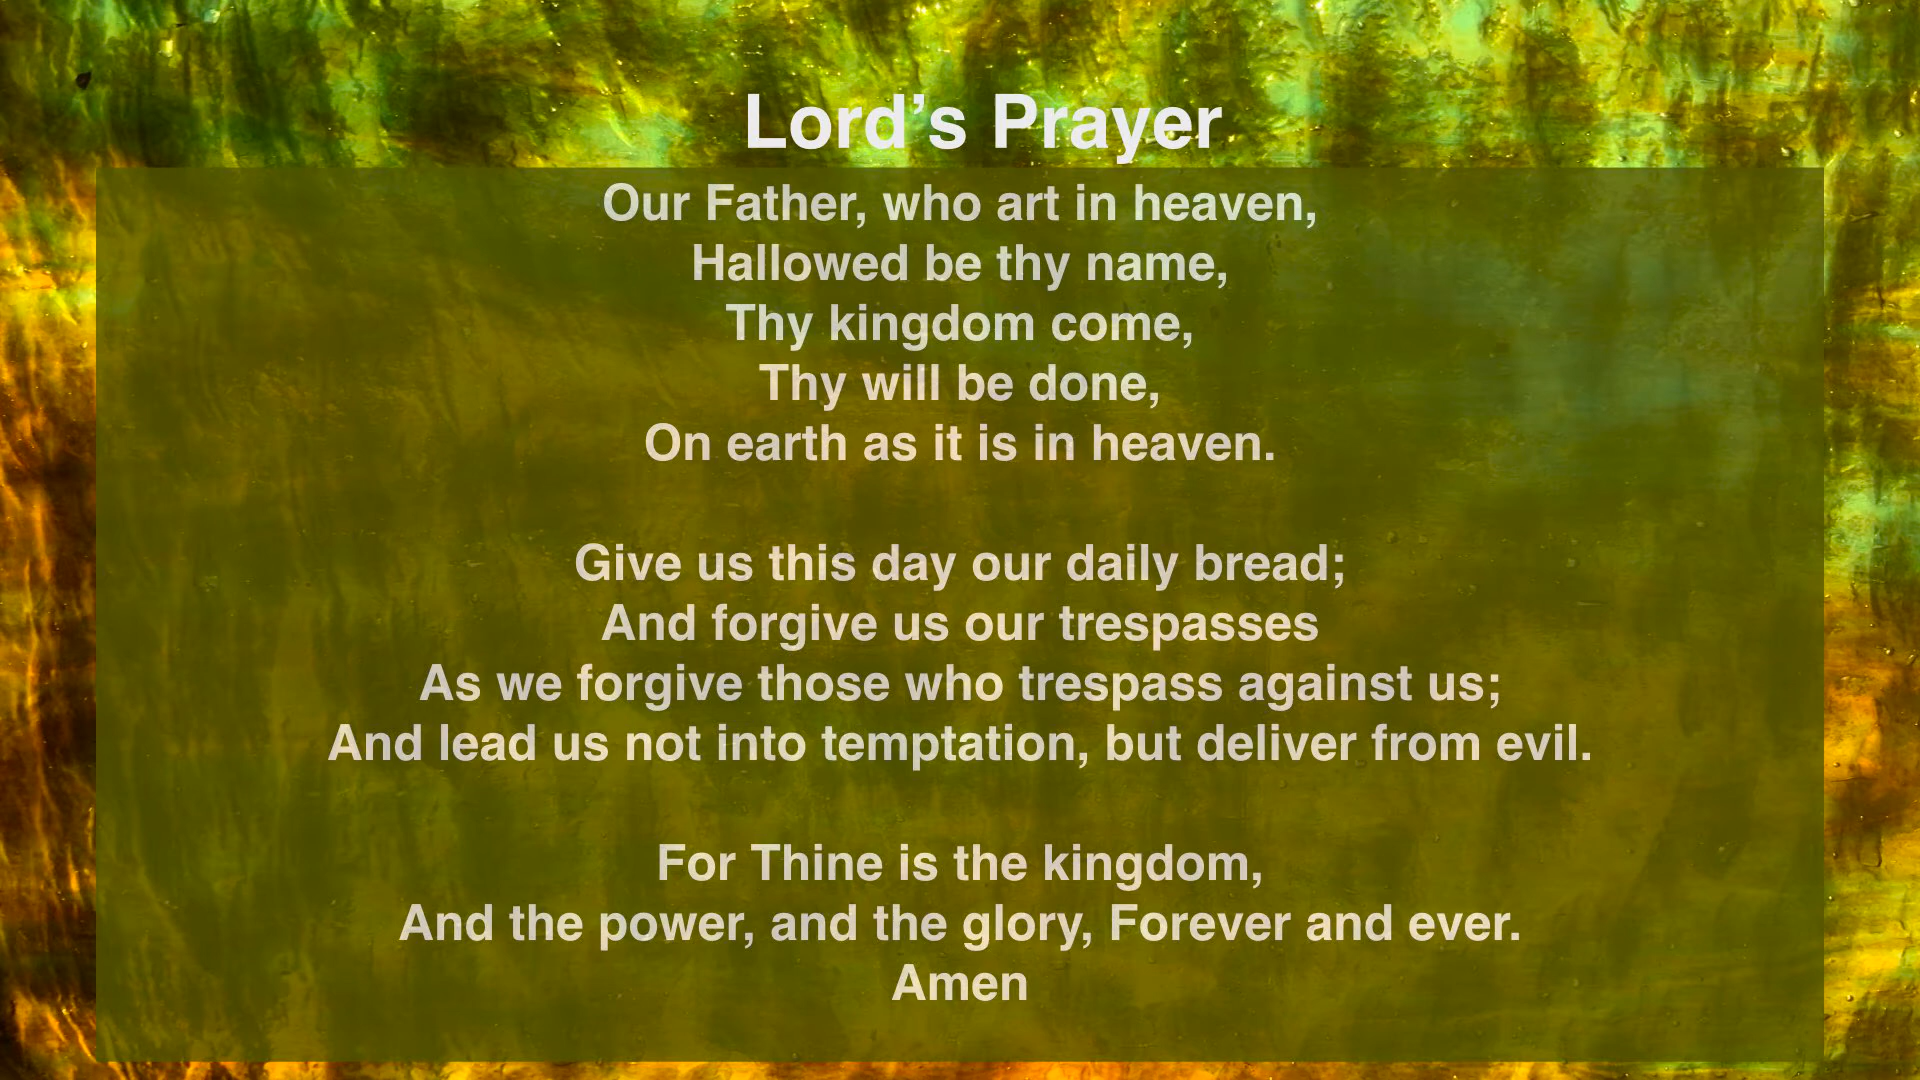 Lord’s Prayer
Our Father, who art in heaven,
Hallowed be thy name,
Thy kingdom come,
Thy will be done,
On earth as it is in heaven.
Give us this day our daily bread;
And forgive us our trespasses
As we forgive those who trespass against us;
And lead us not into temptation, but deliver from evil.
For Thine is the kingdom,
And the power, and the glory, Forever and ever.
Amen